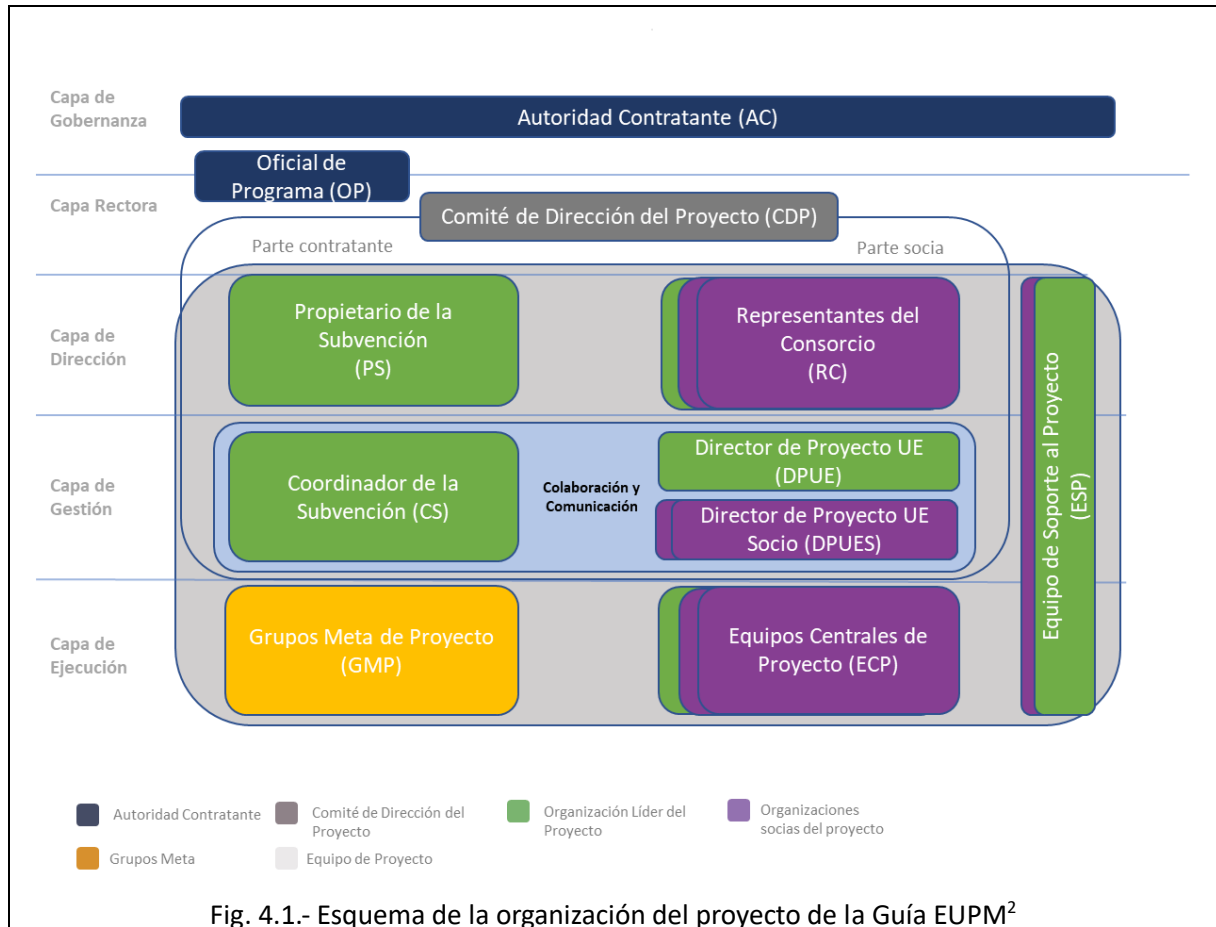 Capa de
Gobernanza
Autoridad Contratante (AC)
Oficial de
Programa (OP)
Capa Rectora
Comité de Dirección del Proyecto (CDP)
Parte contratante
Parte socia
Capa de
Dirección
Propietario de la
Subvención
(PS)
Representantes del
Consorcio
(RC)
Equipo de Soporte al Proyecto
(ESP)
Capa de
Gestión
Coordinador de la
Subvención (CS)
Colaboración y
Comunicación
Director de Proyecto UE
(DPUE)
Director de Proyecto UE
Socio (DPUES)
Capa de
Ejecución
Grupos Meta de Proyecto
(GMP)
Equipos Centrales de
Proyecto (ECP)
Autoridad Contratante
Comité de Dirección del
Proyecto
Organización Líder del
Proyecto
Organizaciones
socias del proyecto
Grupos Meta
Equipo de Proyecto
Fig. 4.1.- Esquema de la organización del proyecto de la Guía EUPM²